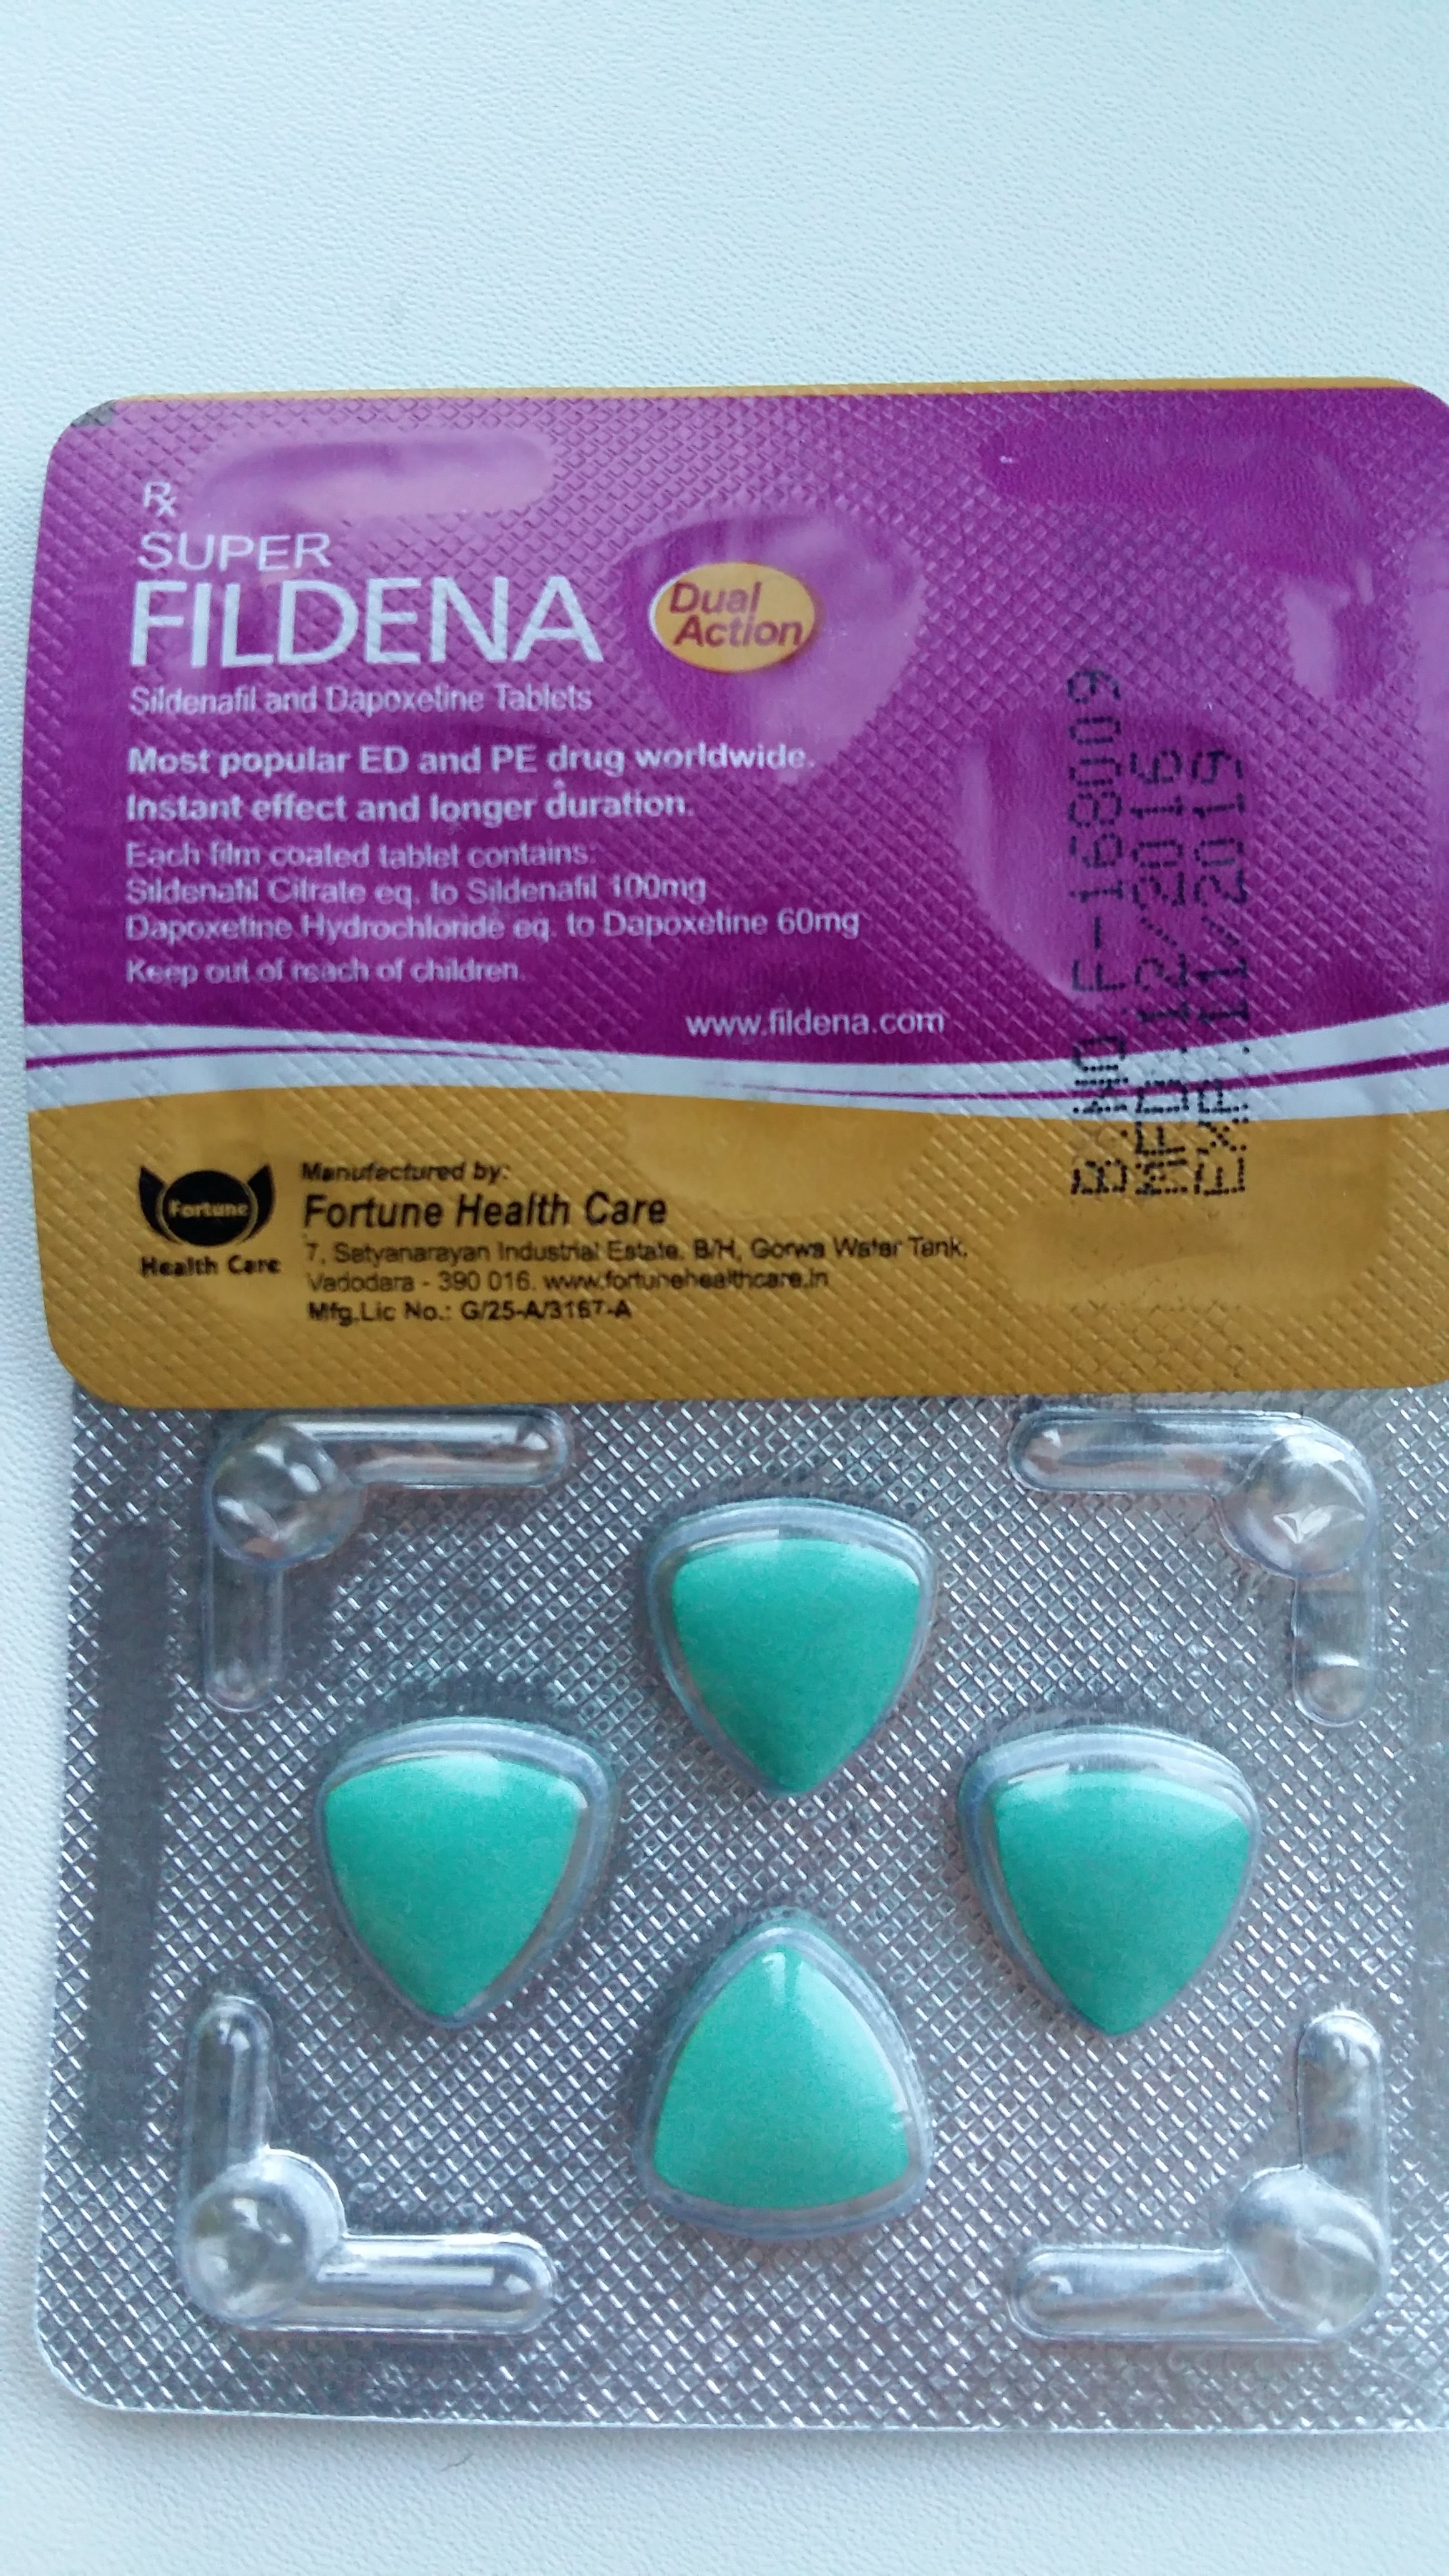 Rx
SUPER
FILDENA
Dual
Action
Sildenafil and Dapoxetine Tablets
Most popular ED and PE drug worldwide.
Instant effect and longer duration.
Each film coated tablet contains:
Sildenafil Citrate eq. to Sildenafil 100mg
Dapoxetine Hydrochloride eq. to Dapoxetine 60mg
Keep out of reach of children.
www.fildena.com
B.NO.F-168009
MFD.12/2016
EXP.11/2019
Fortune
Health Care
Manufactured by:
Fortune Health Care
7, Satyanarayan Industrial Estate. B/H, Gorwa Water Tank,
Vadodara - 390 016. www.fortunehealthcare.in
Mfg.Lic No.: G/25-A/3167-A